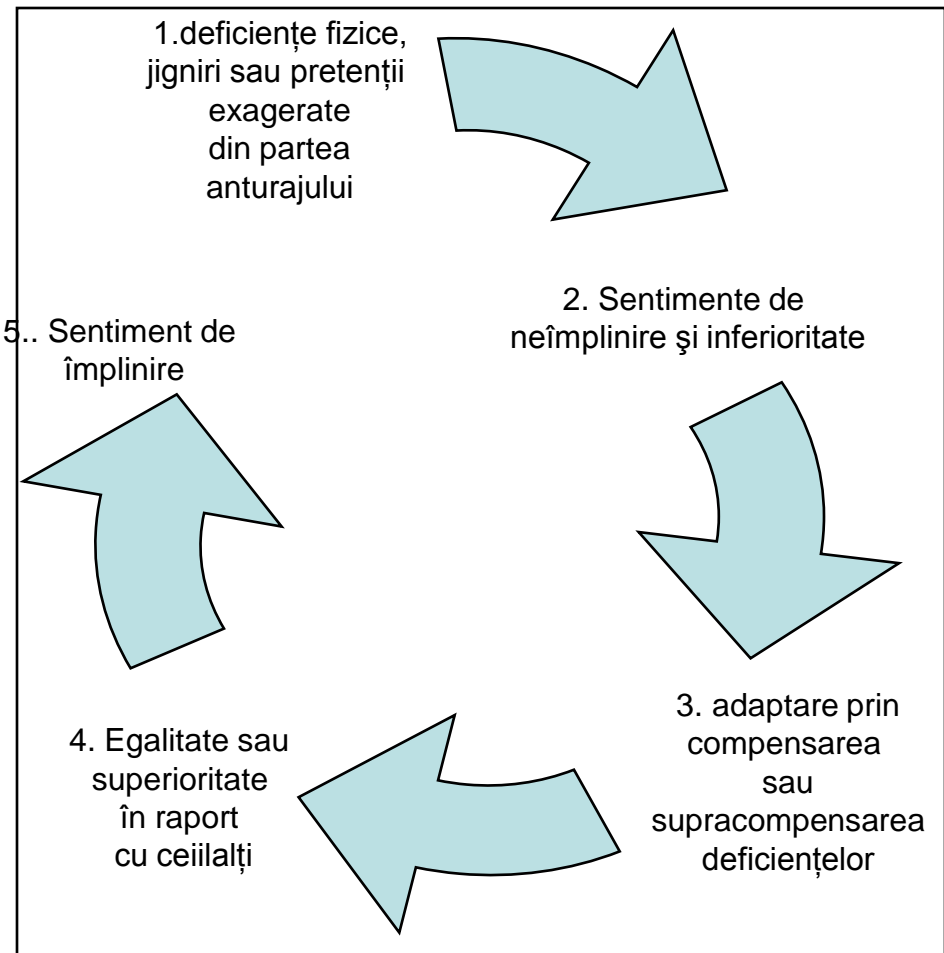 1.deficiențe fizice,
jigniri sau pretenții
exagerate
din partea
anturajului
2. Sentimente de
neîmplinire şi inferioritate
3. adaptare prin
compensarea
sau
supracompensarea
deficiențelor
4. Egalitate sau
superioritate
în raport
cu ceiilalți
5.. Sentiment de
împlinire